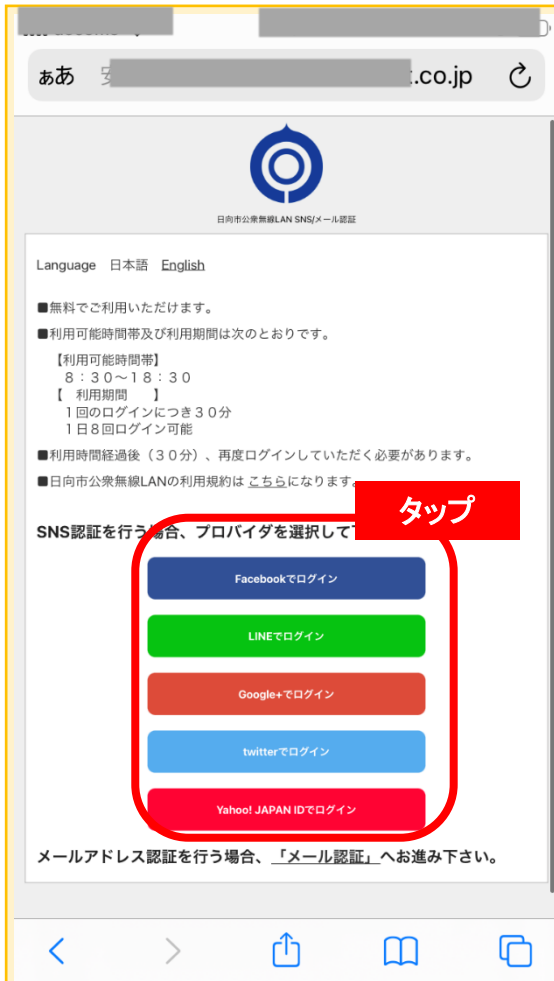 ぁあ
.co.jp
日向市公衆無線LAN SNS/メール認証
Language 日本語 English
■無料でご利用いただけます。
■利用可能時間帯及び利用期間は次のとおりです。
【利用可能時間帯】
８：３０～１８：３０
【　利用期間　　】
１回のログインにつき３０分
１日８回ログイン可能
■利用時間経過後（３０分）、再度ログインしていただく必要があります。
■日向市公衆無線LANの利用規約は こちらになります。
タップ
SNS認証を行う場合、プロバイダを選択して
Facebookでログイン
LINEでログイン
Google+でログイン
twitterでログイン
Yahoo! JAPAN IDでログイン
メールアドレス認証を行う場合、「メール認証」へお進み下さい。